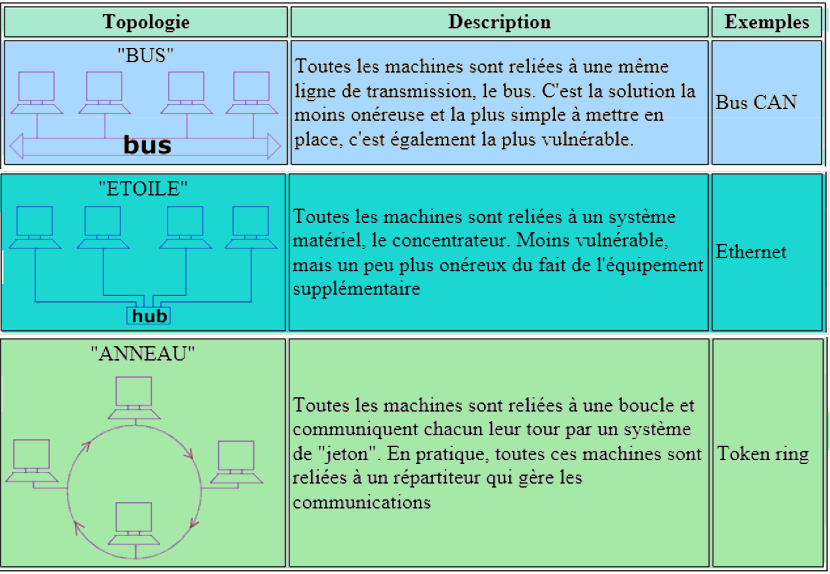 Topologie
Description
Exemples
"BUS"
bus
Toutes les machines sont reliées à une même
ligne de transmission, le bus. C'est la solution la
moins onéreuse et la plus simple à mettre en
place, c'est également la plus vulnérable.
Bus CAN
"ETOILE"
hub
Toutes les machines sont reliées à un système
matériel, le concentrateur. Moins vulnérable,
mais un peu plus onéreux du fait de l'équipement
supplémentaire
Ethernet
"ANNEAU"
Toutes les machines sont reliées à une boucle et
communiquent chacun leur tour par un système
de "jeton". En pratique, toutes ces machines sont
reliées à un répartiteur qui gère les
communications
Token ring